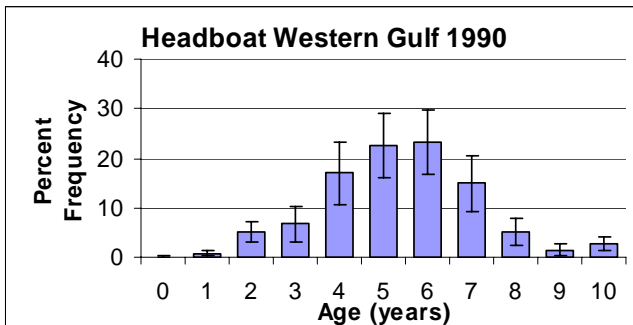 Headboat Western Gulf 1990
40
30
20
10
0
Percent
Frequency
0 1 2 3 4 5 6 7 8 9 10
Age (years)